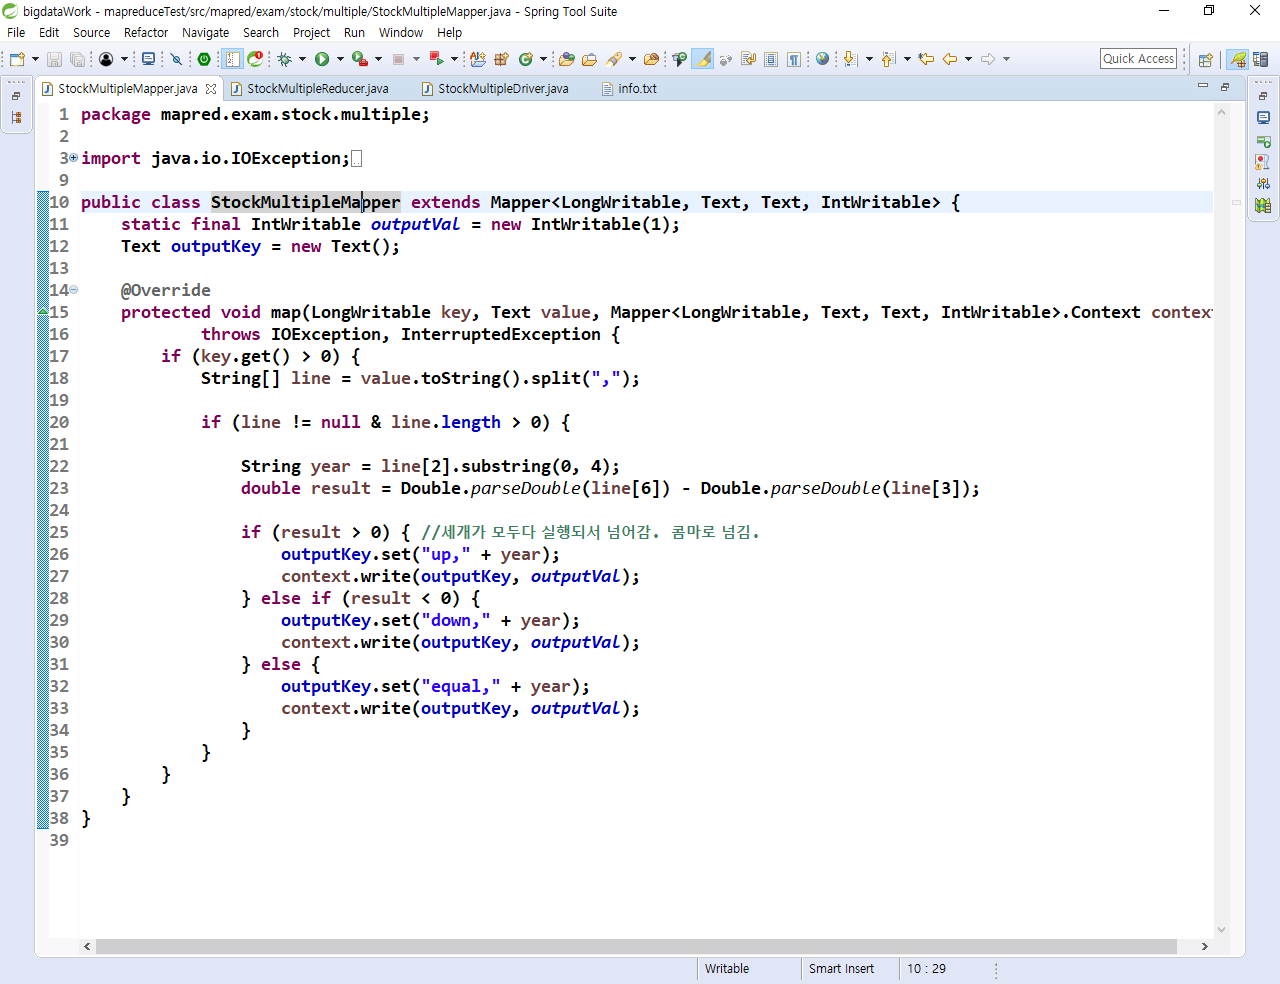 bigdataWork - mapreduceTest/src/mapred/exam/stock/multiple/StockMultipleMapper.java - Spring Tool Suite
File Edit Source Refactor Navigate Search Project Run Window Help
Quick Access
StockMultipleMapper.java StockMultipleReducer.java StockMultipleDriver.java info.txt
1 package mapred.exam.stock.multiple;
2
3 import java.io.IOException;
9
10 public class StockMultipleMapper extends Mapper<LongWritable, Text, Text, IntWritable> {
11 static final IntWritable outputVal = new IntWritable(1);
12 Text outputKey = new Text();
13
14 @Override
15 protected void map(LongWritable key, Text value, Mapper<LongWritable, Text, Text, IntWritable>.Context contex
16 throws IOException, InterruptedException {
17 if (key.get() > 0) {
18 String[] line = value.toString().split(",");
19
20 if (line != null & line.length > 0) {
21
22 String year = line[2].substring(0, 4);
23 double result = Double.parseDouble(line[6]) - Double.parseDouble(line[3]);
24
25 if (result > 0) { //세개가 모두다 실행되서 넘어감. 콤마로 넘김.
26 outputKey.set("up," + year);
27 context.write(outputKey, outputVal);
28 } else if (result < 0) {
29 outputKey.set("down," + year);
30 context.write(outputKey, outputVal);
31 } else {
32 outputKey.set("equal," + year);
33 context.write(outputKey, outputVal);
34 }
35 }
36 }
37 }
38 }
39
Writable Smart Insert 10 : 29